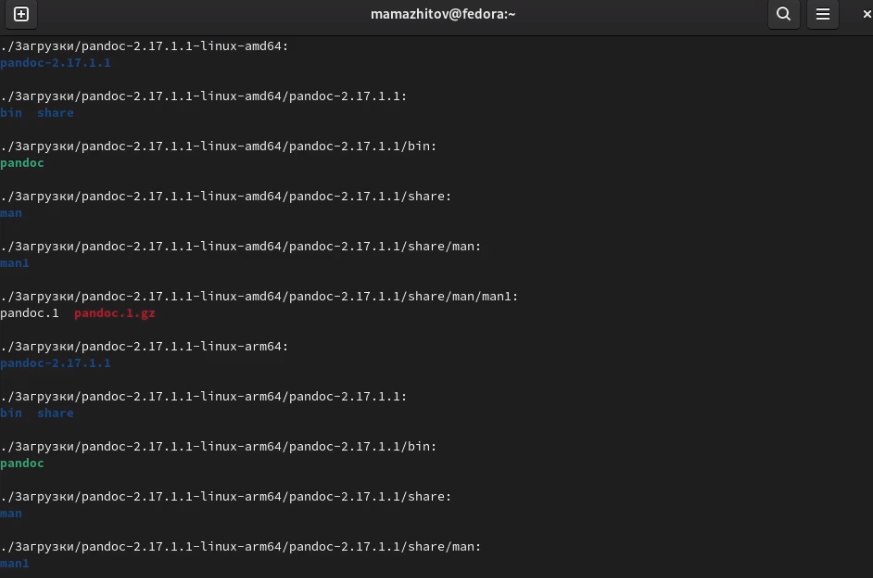 mamazhitov@fedora:~
./Загрузки/pandoc-2.17.1.1-linux-amd64:
pandoc-2.17.1.1
./Загрузки/pandoc-2.17.1.1-linux-amd64/pandoc-2.17.1.1:
bin  share
./Загрузки/pandoc-2.17.1.1-linux-amd64/pandoc-2.17.1.1/bin:
pandoc
./Загрузки/pandoc-2.17.1.1-linux-amd64/pandoc-2.17.1.1/share:
man
./Загрузки/pandoc-2.17.1.1-linux-amd64/pandoc-2.17.1.1/share/man:
man1
./Загрузки/pandoc-2.17.1.1-linux-amd64/pandoc-2.17.1.1/share/man/man1:
pandoc.1  pandoc.1.gz
./Загрузки/pandoc-2.17.1.1-linux-arm64:
pandoc-2.17.1.1
./Загрузки/pandoc-2.17.1.1-linux-arm64/pandoc-2.17.1.1:
bin  share
./Загрузки/pandoc-2.17.1.1-linux-arm64/pandoc-2.17.1.1/bin:
pandoc
./Загрузки/pandoc-2.17.1.1-linux-arm64/pandoc-2.17.1.1/share:
man
./Загрузки/pandoc-2.17.1.1-linux-arm64/pandoc-2.17.1.1/share/man:
man1